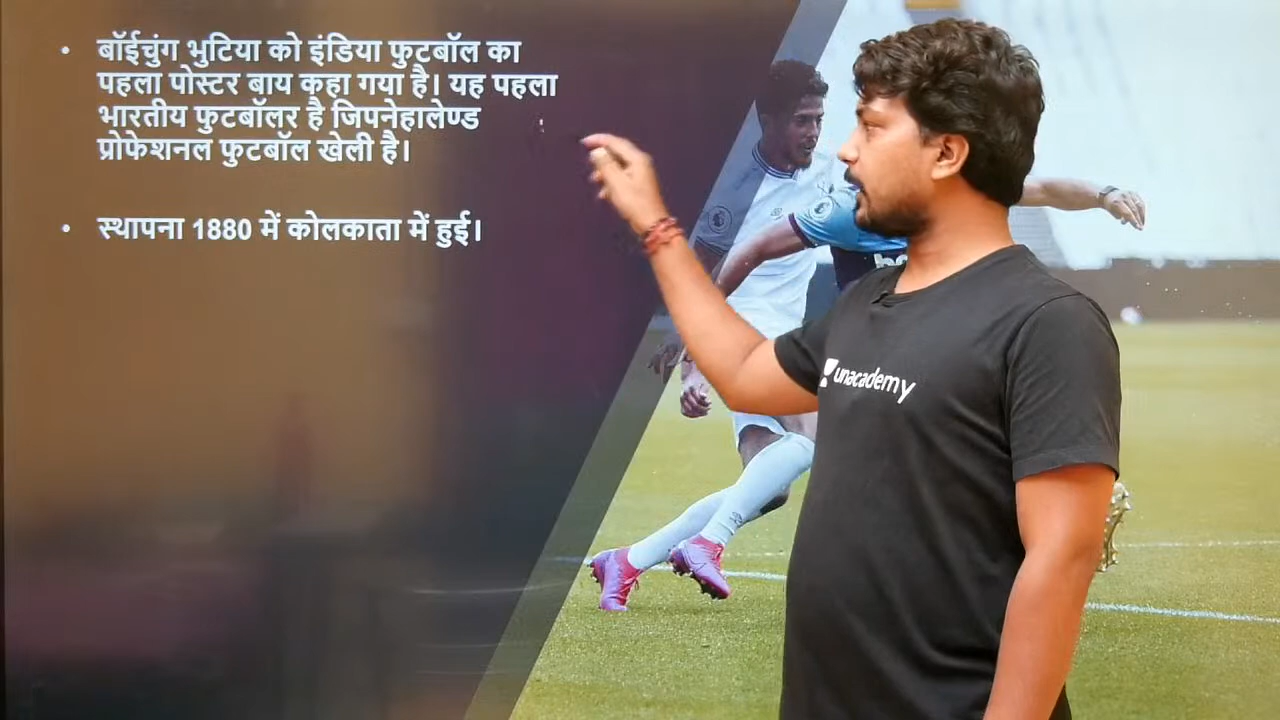 • बॉईचुंग भुटिया को इंडिया फुटबॉल का
पहला पोस्टर बाय कहा गया है। यह पहला
भारतीय फुटबॉलर है जिपनेहालेण्ड
प्रोफेशनल फुटबॉल खेली है।
• स्थापना 1880 में कोलकाता में हुई।
unacademy